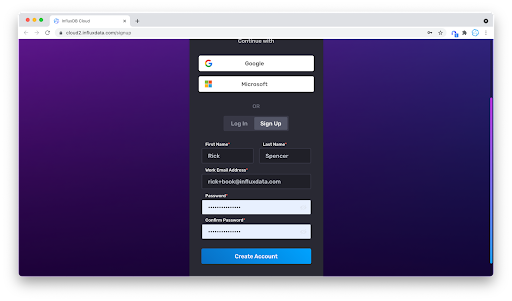 InfluxDB Cloud
cloud2.influxdata.com/signup
Continue with
Google
Microsoft
OR
Log In
Sign Up
First Name*
Last Name*
Rick
Spencer
Work Email Address*
rick+book@influxdata.com
Password*
Confirm Password*
Create Account